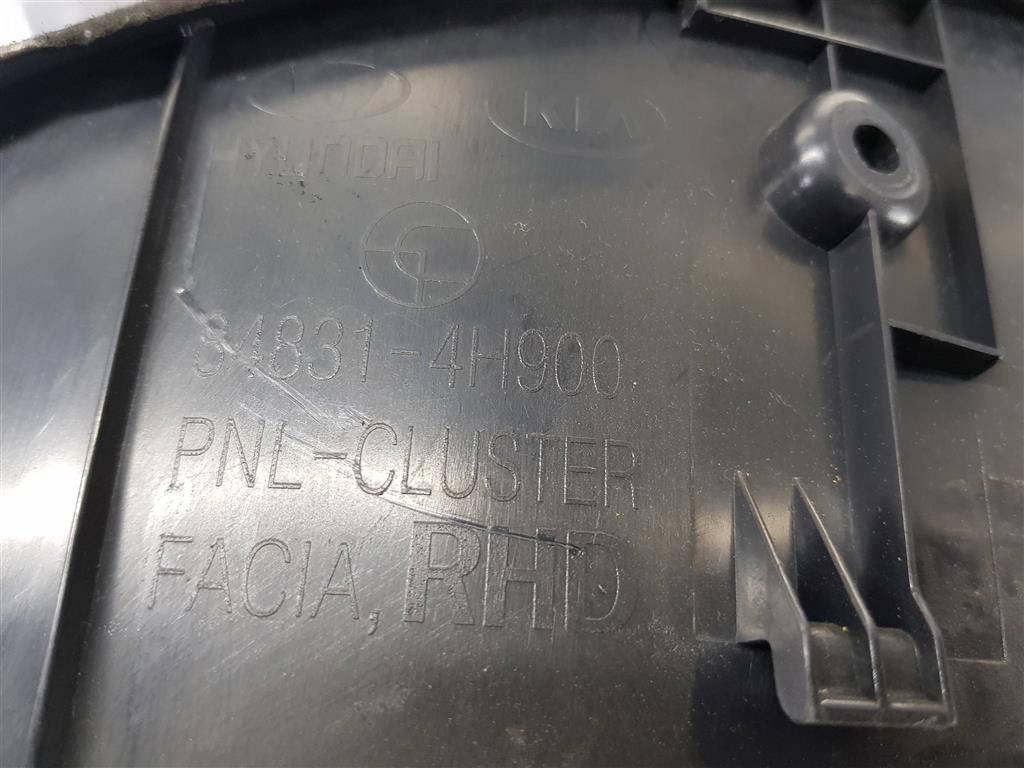 HYUNDAI KIA
84831-4H900
PNL-CLUSTER
FACIA, RHD